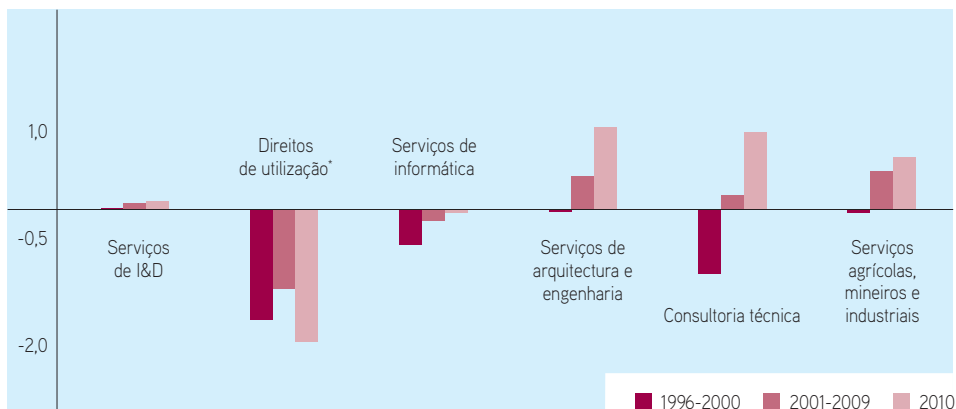 1,0
-0,5
-2,0
Serviços
de I&D
Direitos
de utilização*
Serviços de
informática
Serviços de
arquitectura e
engenharia
Consultoria técnica
Serviços
agrícolas,
mineiros e
industriais
1996-2000 2001-2009 2010